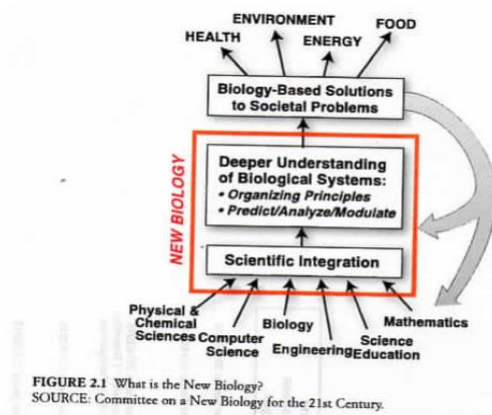 HEALTH
ENVIRONMENT
ENERGY
FOOD
Biology-Based Solutions
to Societal Problems
NEW BIOLOGY
Deeper Understanding
of Biological Systems:
• Organizing Principles
• Predict/Analyze/Modulate
Scientific Integration
Physical &
Chemical
Sciences
Computer
Science
Biology
Engineering
Science
Education
Mathematics
FIGURE 2.1 What is the New Biology?
SOURCE: Committee on a New Biology for the 21st Century.